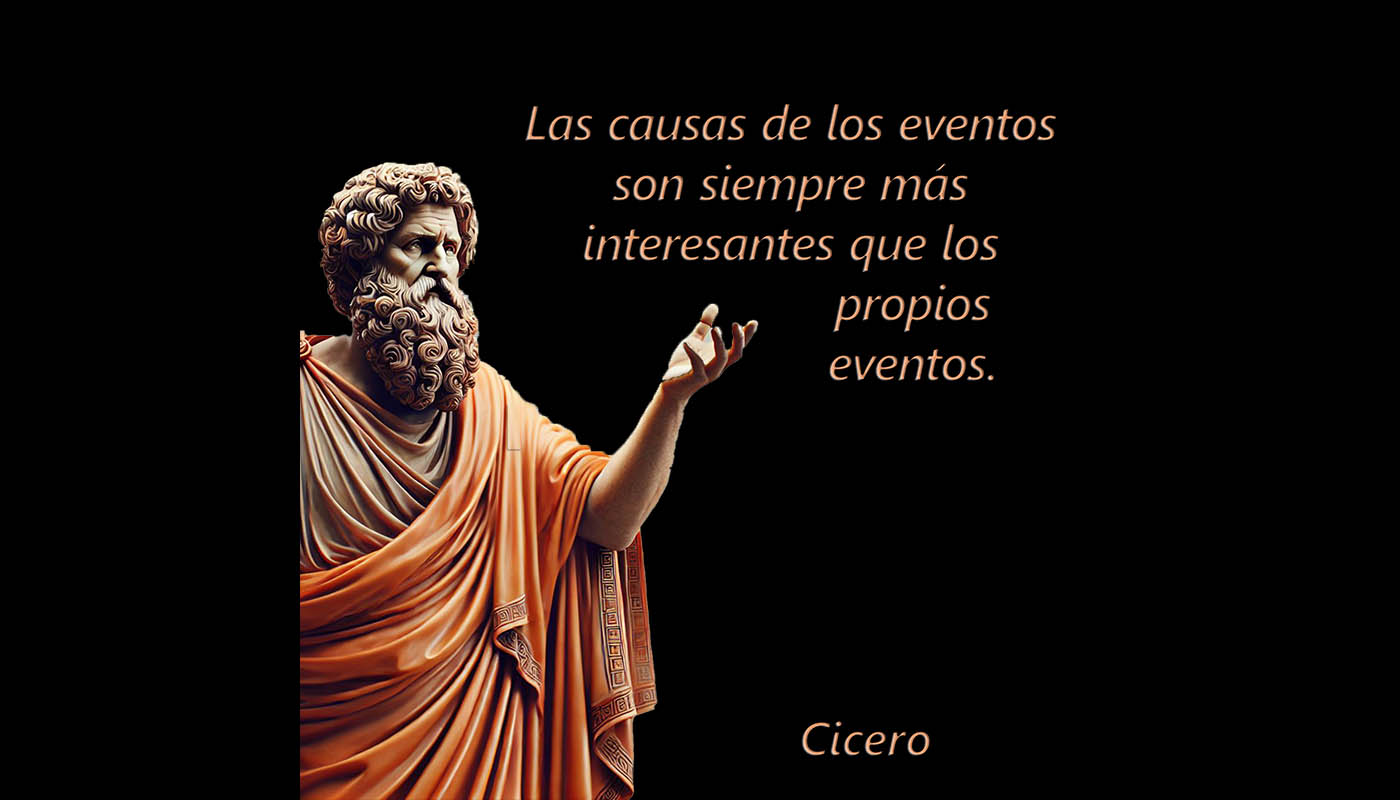 Las causas de los eventos
son siempre más
interesantes que los
propios
eventos.
Cicero